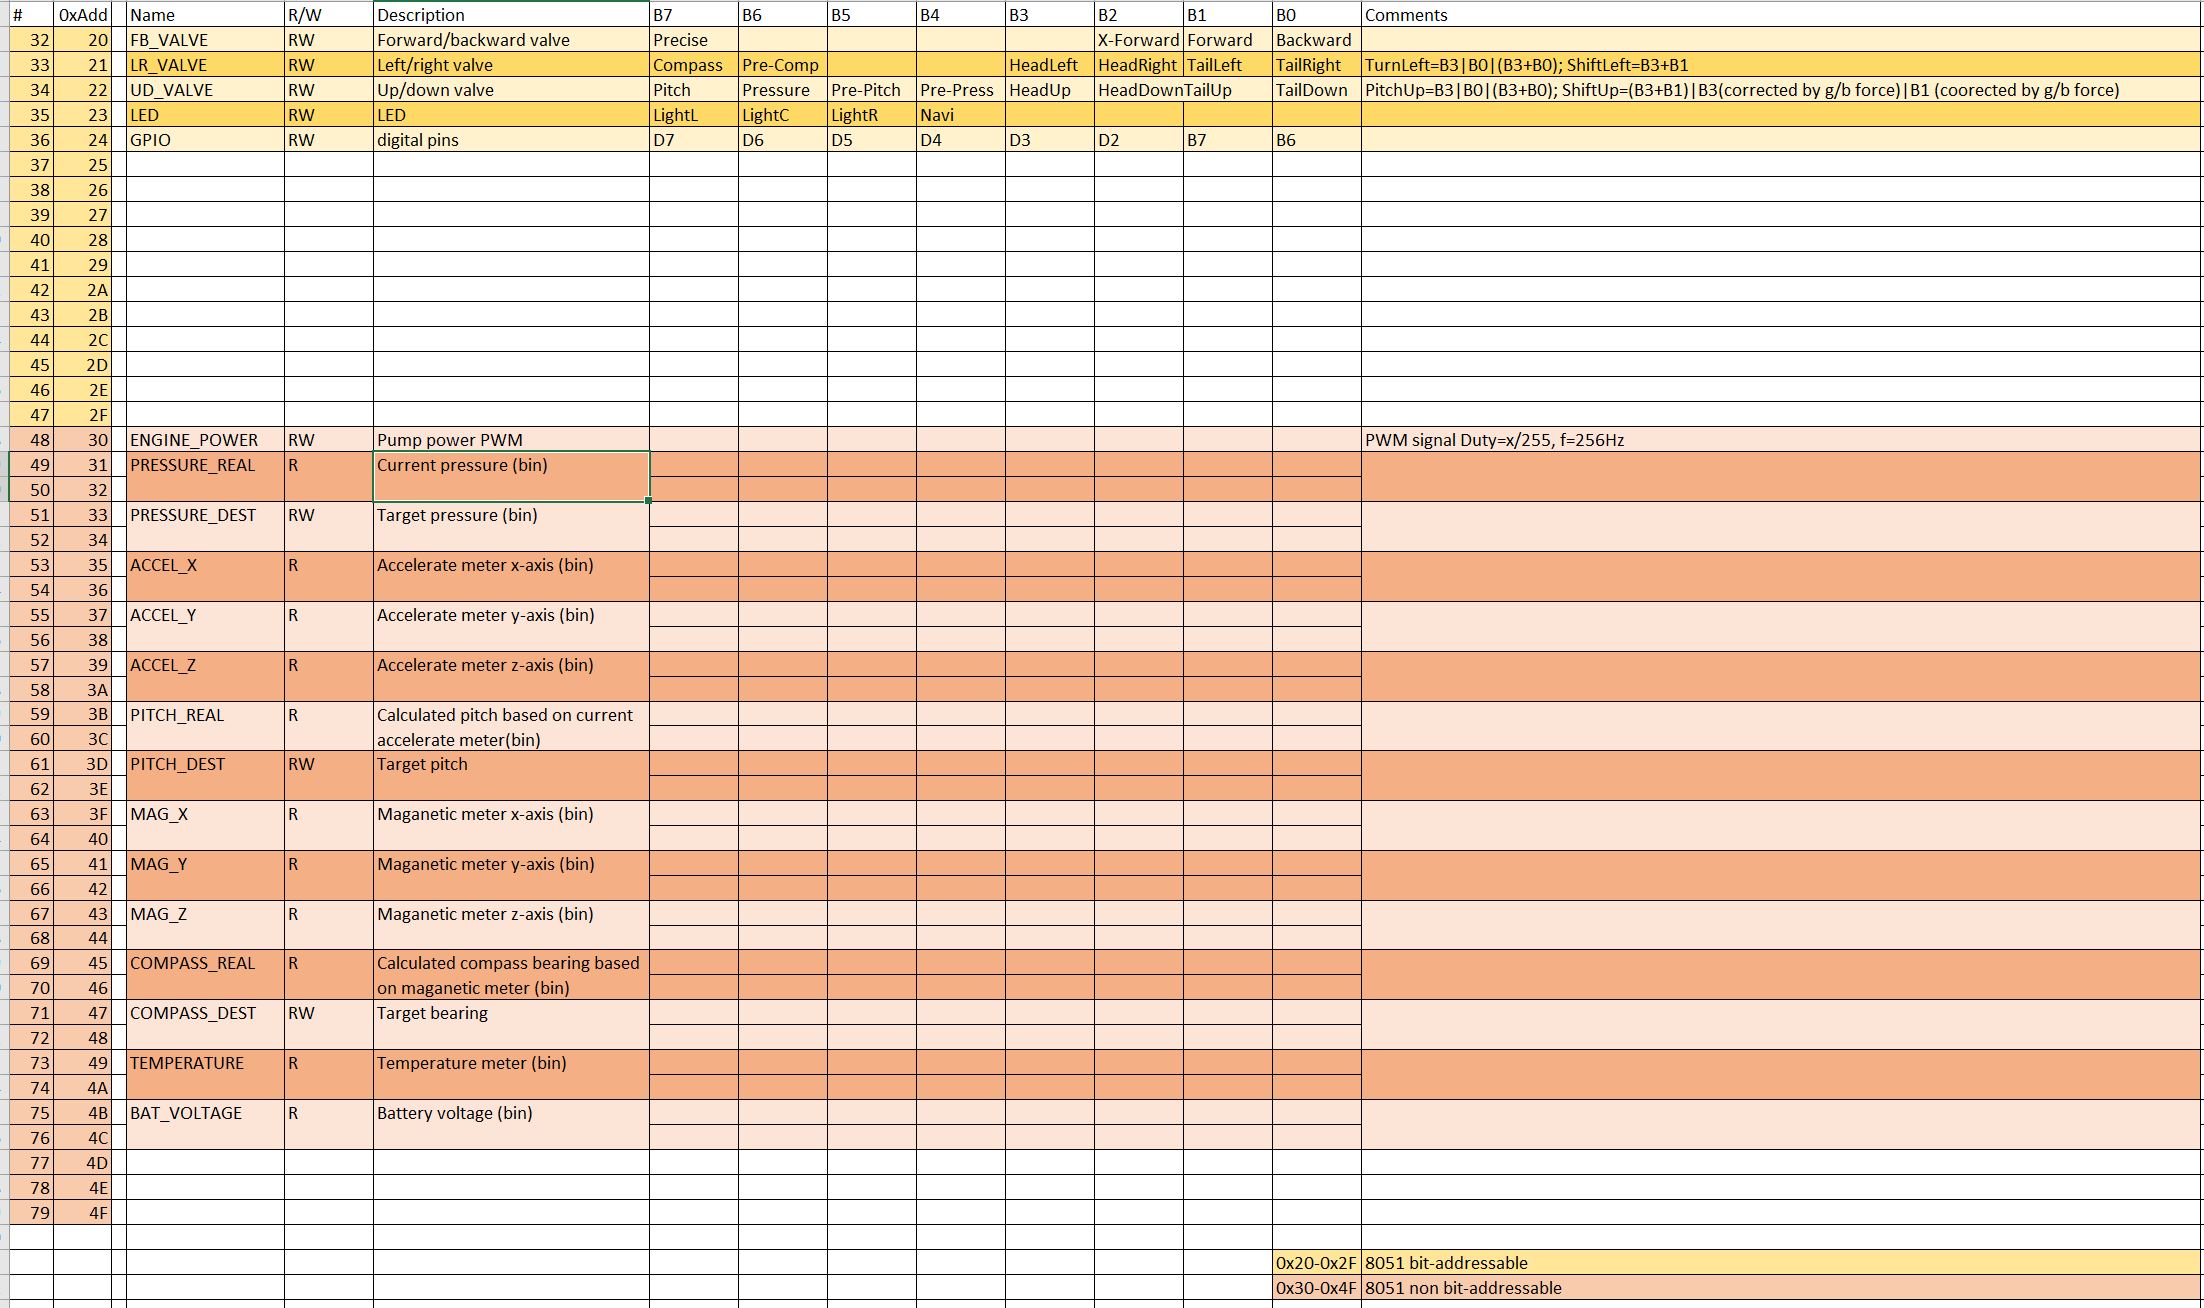 # 0xAdd Name R/W Description B7 B6 B5 B4 B3 B2 B1 B0 Comments
32 20 FB_VALVE RW Forward/backward valve Precise X-Forward Forward Backward
33 21 LR_VALVE RW Left/right valve Compass Pre-Comp HeadLeft HeadRight TailLeft TailRight TurnLeft=B3|B0|(B3+B0); ShiftLeft=B3+B1
34 22 UD_VALVE RW Up/down valve Pitch Pressure Pre-Pitch Pre-Press HeadUp HeadDown TailUp TailDown PitchUp=B3|B0|(B3+B0); ShiftUp=(B3+B1)|B3(corrected by g/b force)|B1 (coorected by g/b force)
35 23 LED RW LED LightL LightC LightR Navi
36 24 GPIO RW digital pins D7 D6 D5 D4 D3 D2 B7 B6
37 25
38 26
39 27
40 28
41 29
42 2A
43 2B
44 2C
45 2D
46 2E
47 2F
48 30 ENGINE_POWER RW Pump power PWM PWM signal Duty=x/255, f=256Hz
49 31 PRESSURE_REAL R Current pressure (bin)
50 32
51 33 PRESSURE_DEST RW Target pressure (bin)
52 34
53 35 ACCEL_X R Accelerate meter x-axis (bin)
54 36
55 37 ACCEL_Y R Accelerate meter y-axis (bin)
56 38
57 39 ACCEL_Z R Accelerate meter z-axis (bin)
58 3A
59 3B PITCH_REAL R Calculated pitch based on current
60 3C accelerate meter(bin)
61 3D PITCH_DEST RW Target pitch
62 3E
63 3F MAG_X R Maganetic meter x-axis (bin)
64 40
65 41 MAG_Y R Maganetic meter y-axis (bin)
66 42
67 43 MAG_Z R Maganetic meter z-axis (bin)
68 44
69 45 COMPASS_REAL R Calculated compass bearing based
70 46 on maganetic meter (bin)
71 47 COMPASS_DEST RW Target bearing
72 48
73 49 TEMPERATURE R Temperature meter (bin)
74 4A
75 4B BAT_VOLTAGE R Battery voltage (bin)
76 4C
77 4D
78 4E
79 4F
0x20-0x2F 8051 bit-addressable
0x30-0x4F 8051 non bit-addressable